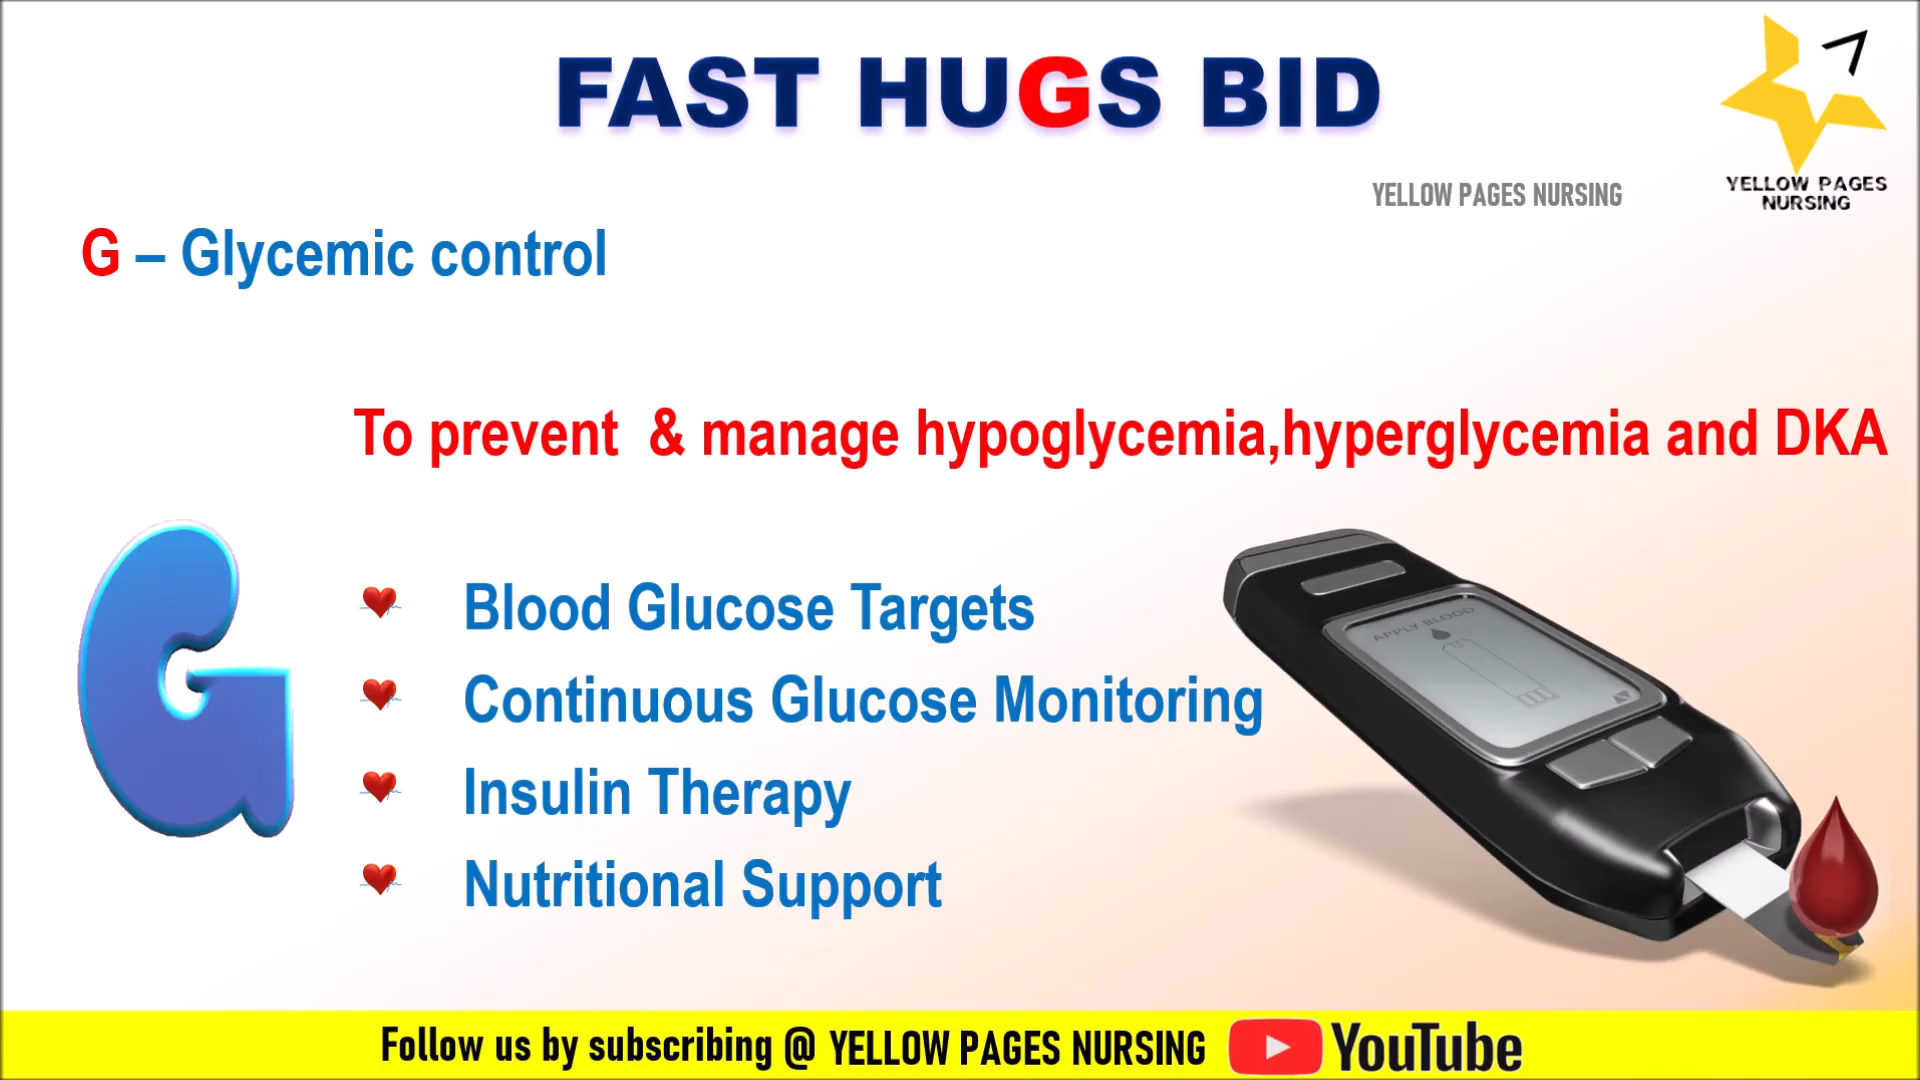 FAST HUGS BID
YELLOW PAGES NURSING
YELLOW PAGES
NURSING
G – Glycemic control
To prevent & manage hypoglycemia,hyperglycemia and DKA
G
Blood Glucose Targets
Continuous Glucose Monitoring
Insulin Therapy
Nutritional Support
APPLY BLOOD
Follow us by subscribing @ YELLOW PAGES NURSING YouTube